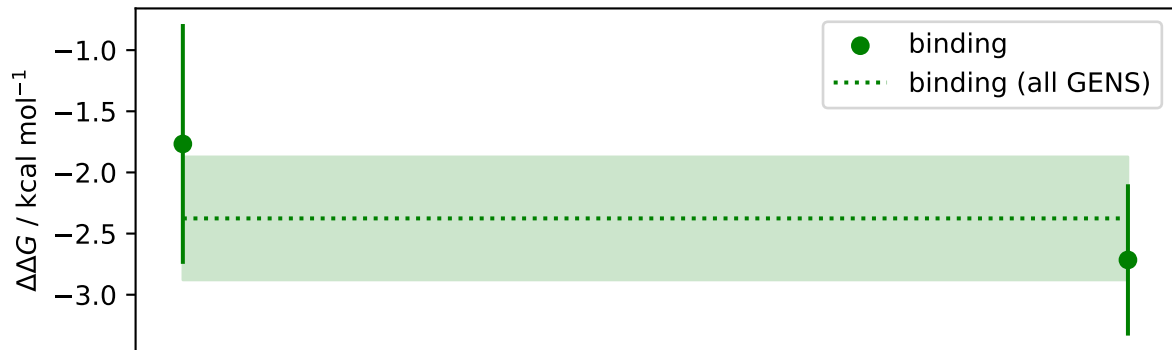 ΔΔG / kcal mol⁻¹
−1.0
−1.5
−2.0
−2.5
−3.0
binding
binding (all GENS)